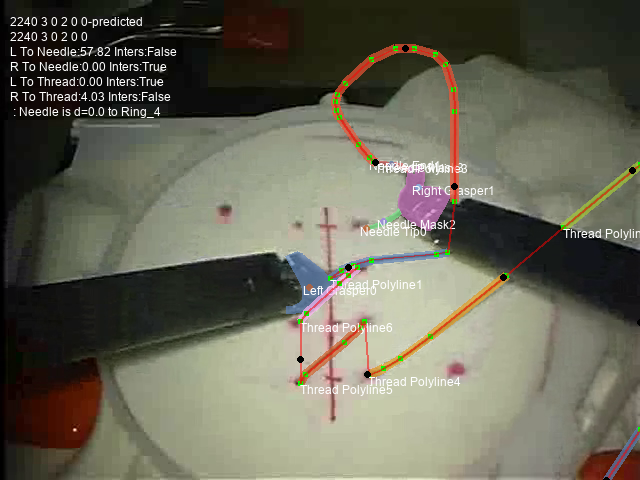 2240 3 0 2 0 0-predicted
2240 3 0 2 0 0
L To Needle:57.82 Inters:False
R To Needle:0.00 Inters:True
L To Thread:0.00 Inters:True
R To Thread:4.03 Inters:False
: Needle is d=0.0 to Ring_4
Thread Polyline3
Right Grasper1
Needle Mask2
Needle Tip0
Thread Polylin
Thread Polyline1
Left Grasper0
Thread Polyline6
Thread Polyline4
Thread Polyline5